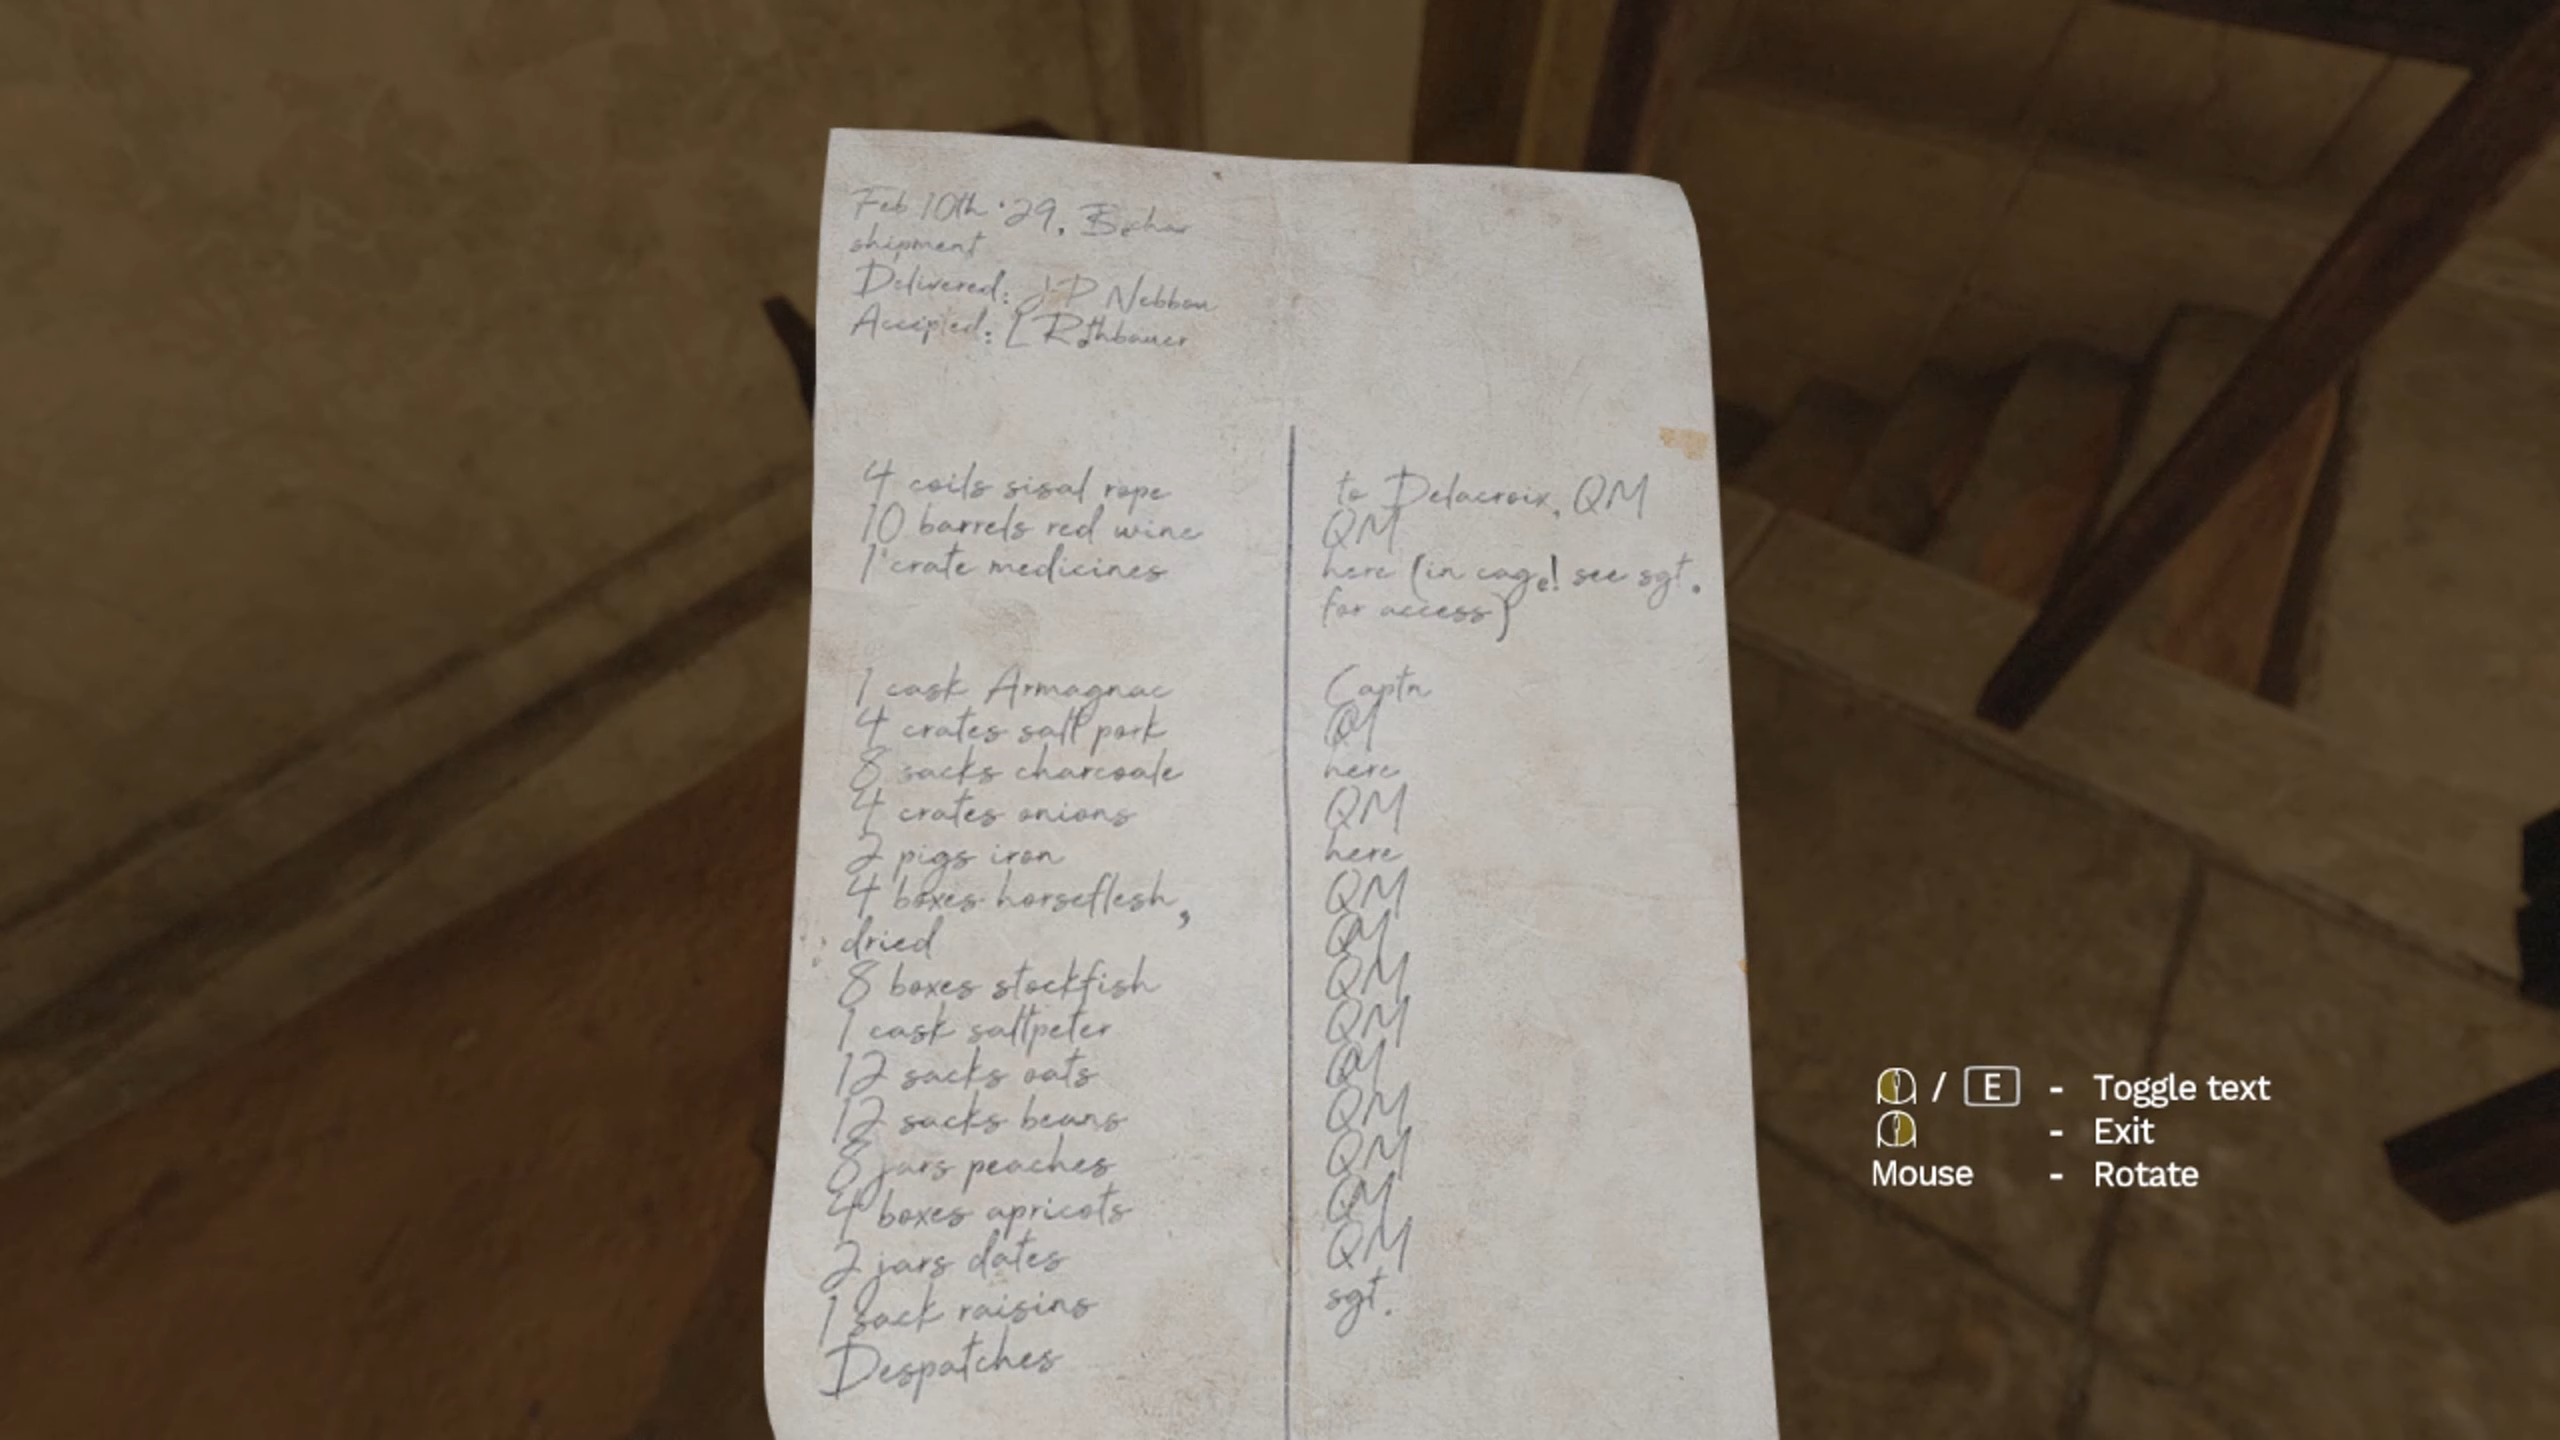 Feb 10th '29, Bechar
shipment
Delivered: J P Nebbou
Accepted: L Rothbauer
4 coils sisal rope to Delacroix, QM
10 barrels red wine QM
1 crate medicines here (in cage! see sgt.
for access)
1 cask Armagnac Captn
4 crates salt pork QM
8 sacks charcoale here
4 crates onions QM
2 pigs iron here
4 boxes horseflesh, QM
dried QM
8 boxes stockfish QM
1 cask saltpeter QM
12 sacks oats QM
12 sacks beans QM
8 jars peaches QM
4 boxes apricots QM
2 jars dates QM
1 sack raisins sgt.
Despatches
/ E - Toggle text
- Exit
Mouse - Rotate